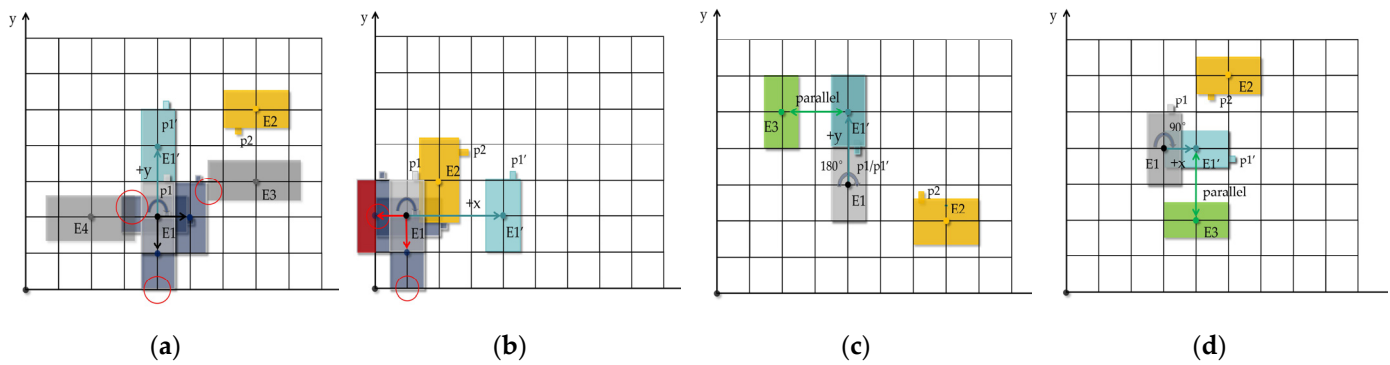 y
p1'
E2
p2
+y
E1'
p1
E3
E4
E1
(a)
y
p1
E2
p2
p1'
+x
E1
E1'
(b)
y
parallel
E3
E1'
+y
180°
p1/p1'
E1
p2
E2
(c)
y
E2
p1
p2
90°
E1
+x
E1'
p1'
parallel
E3
(d)